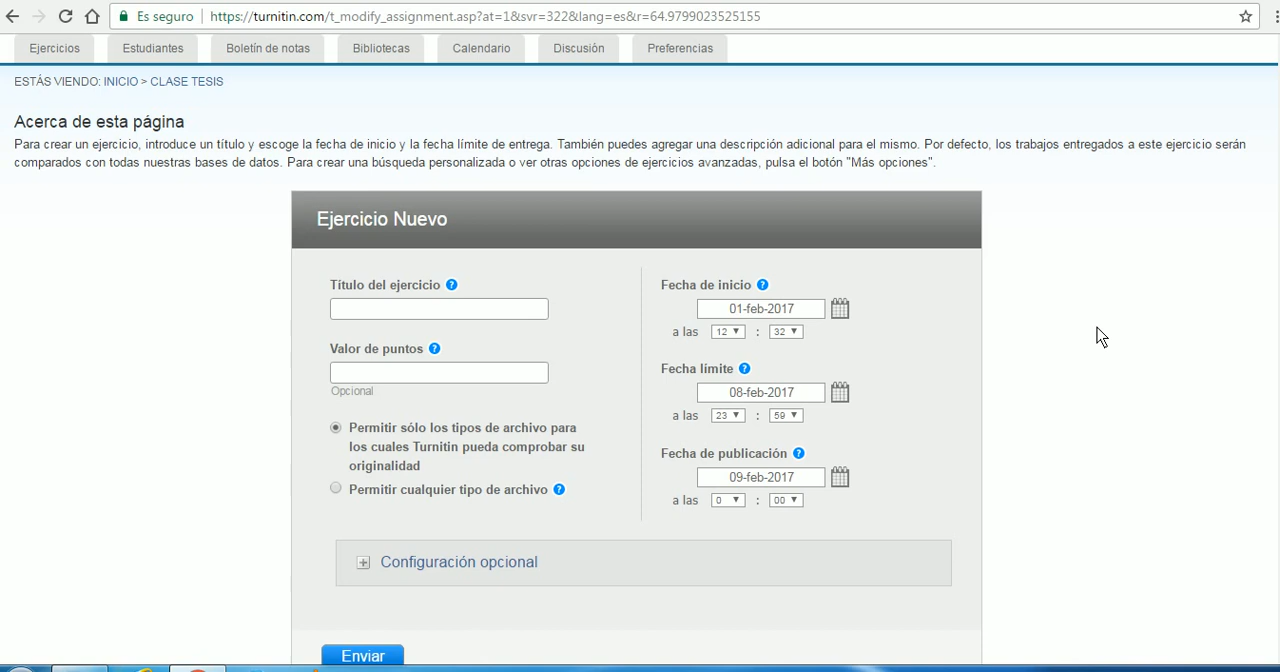 Es seguro https://turnitin.com/t_modify_assignment.asp?at=1&svr=322&lang=es&r=64.9799023525155
Ejercicios Estudiantes Boletín de notas Bibliotecas Calendario Discusión Preferencias
ESTÁS VIENDO: INICIO > CLASE TESIS
Acerca de esta página
Para crear un ejercicio, introduce un título y escoge la fecha de inicio y la fecha límite de entrega. También puedes agregar una descripción adicional para el mismo. Por defecto, los trabajos entregados a este ejercicio serán
comparados con todas nuestras bases de datos. Para crear una búsqueda personalizada o ver otras opciones de ejercicios avanzadas, pulsa el botón "Más opciones".
Ejercicio Nuevo
Título del ejercicio ?
Valor de puntos ?
Opcional
Permitir sólo los tipos de archivo para
los cuales Turnitin pueda comprobar su
originalidad
Permitir cualquier tipo de archivo ?
Fecha de inicio ?
01-feb-2017
a las 12 : 32
Fecha límite ?
08-feb-2017
a las 23 : 59
Fecha de publicación ?
09-feb-2017
a las 0 : 00
+ Configuración opcional
Enviar